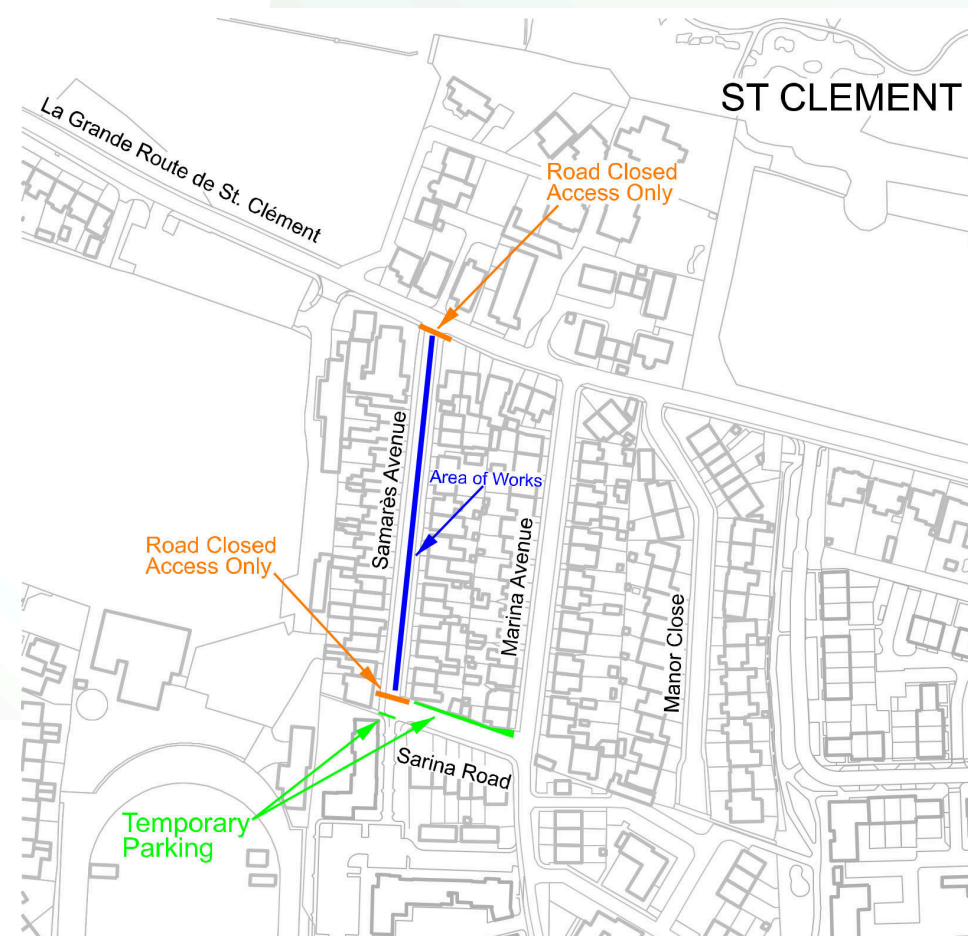 ST CLEMENT
La Grande Route de St. Clément
Road Closed
Access Only
Samarès Avenue
Area of Works
Marina Avenue
Road Closed
Access Only
Manor Close
Sarina Road
Temporary
Parking